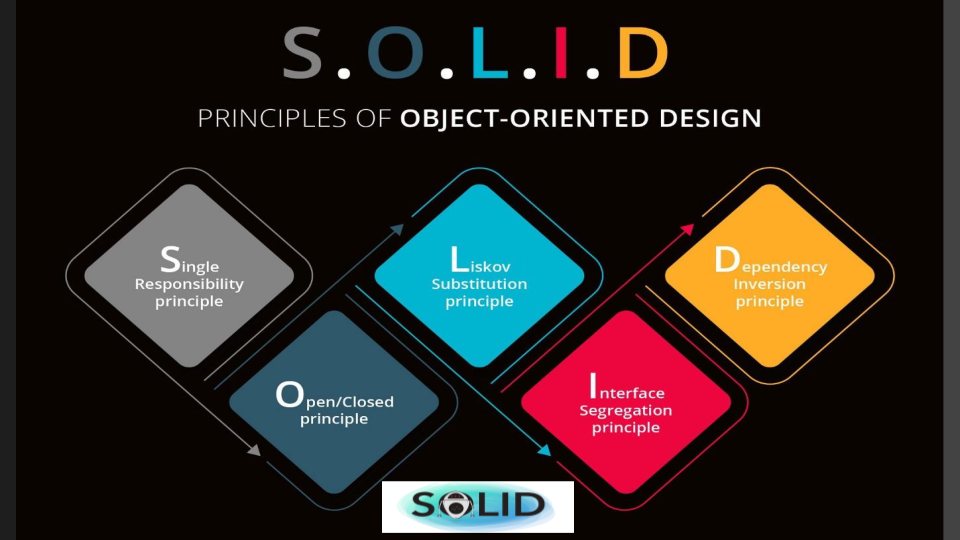 S.O.L.I.D
PRINCIPLES OF OBJECT-ORIENTED DESIGN
Single
Responsibility
principle
Open/Closed
principle
Liskov
Substitution
principle
Interface
Segregation
principle
Dependency
Inversion
principle
SOLID